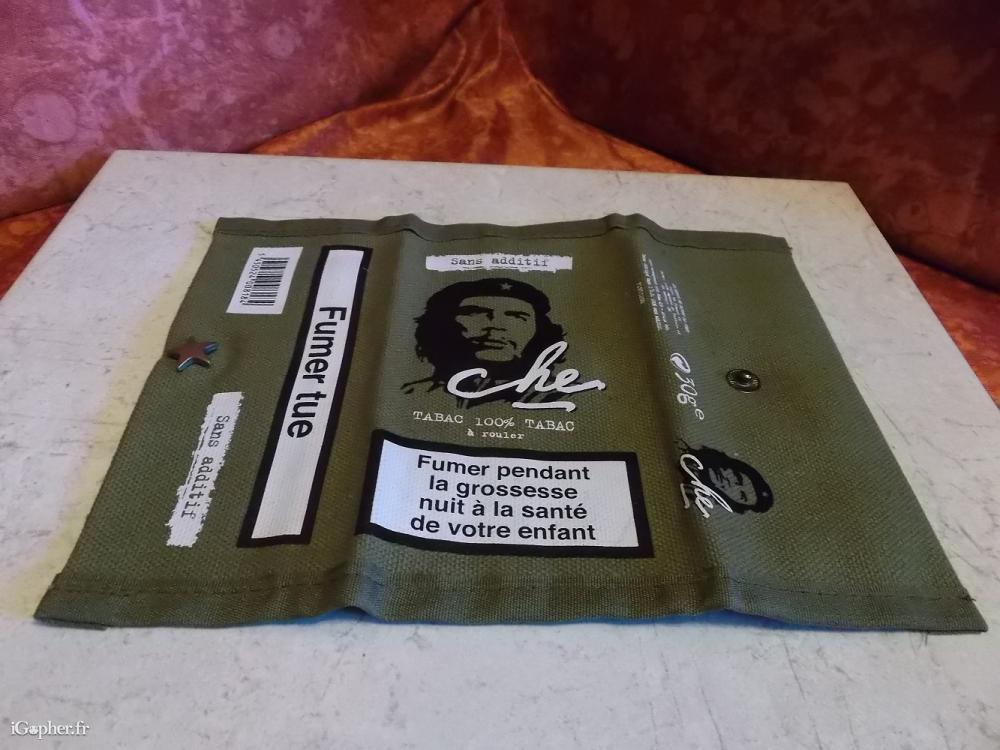 Fumer tue
Sans additif
Sans additif
che
TABAC 100% TABAC
à rouler
Fumer pendant
la grossesse
nuit à la santé
de votre enfant
30g e
che
iGopher.fr